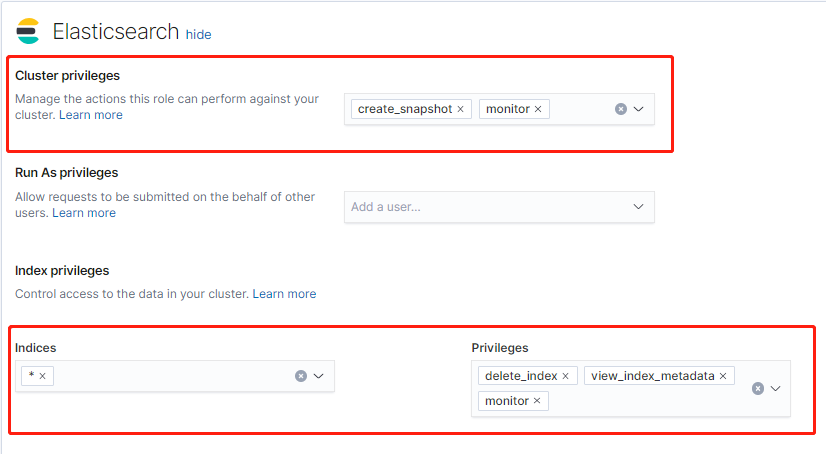 Elasticsearch hide
Cluster privileges
Manage the actions this role can perform against your
cluster. Learn more
create_snapshot × monitor ×
Run As privileges
Allow requests to be submitted on the behalf of other
users. Learn more
Add a user...
Index privileges
Control access to the data in your cluster. Learn more
Indices
* ×
Privileges
delete_index × view_index_metadata ×
monitor ×